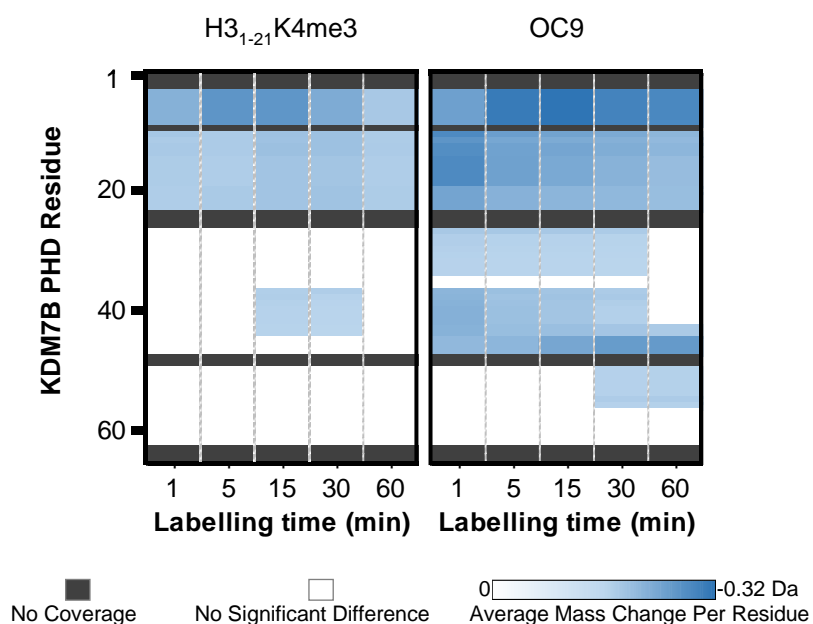 H3₁₋₂₁K4me3 OC9
KDM7B PHD Residue
1
20
40
60
1 5 15 30 60 1 5 15 30 60
Labelling time (min) Labelling time (min)
0 -0.32 Da
No Coverage No Significant Difference Average Mass Change Per Residue